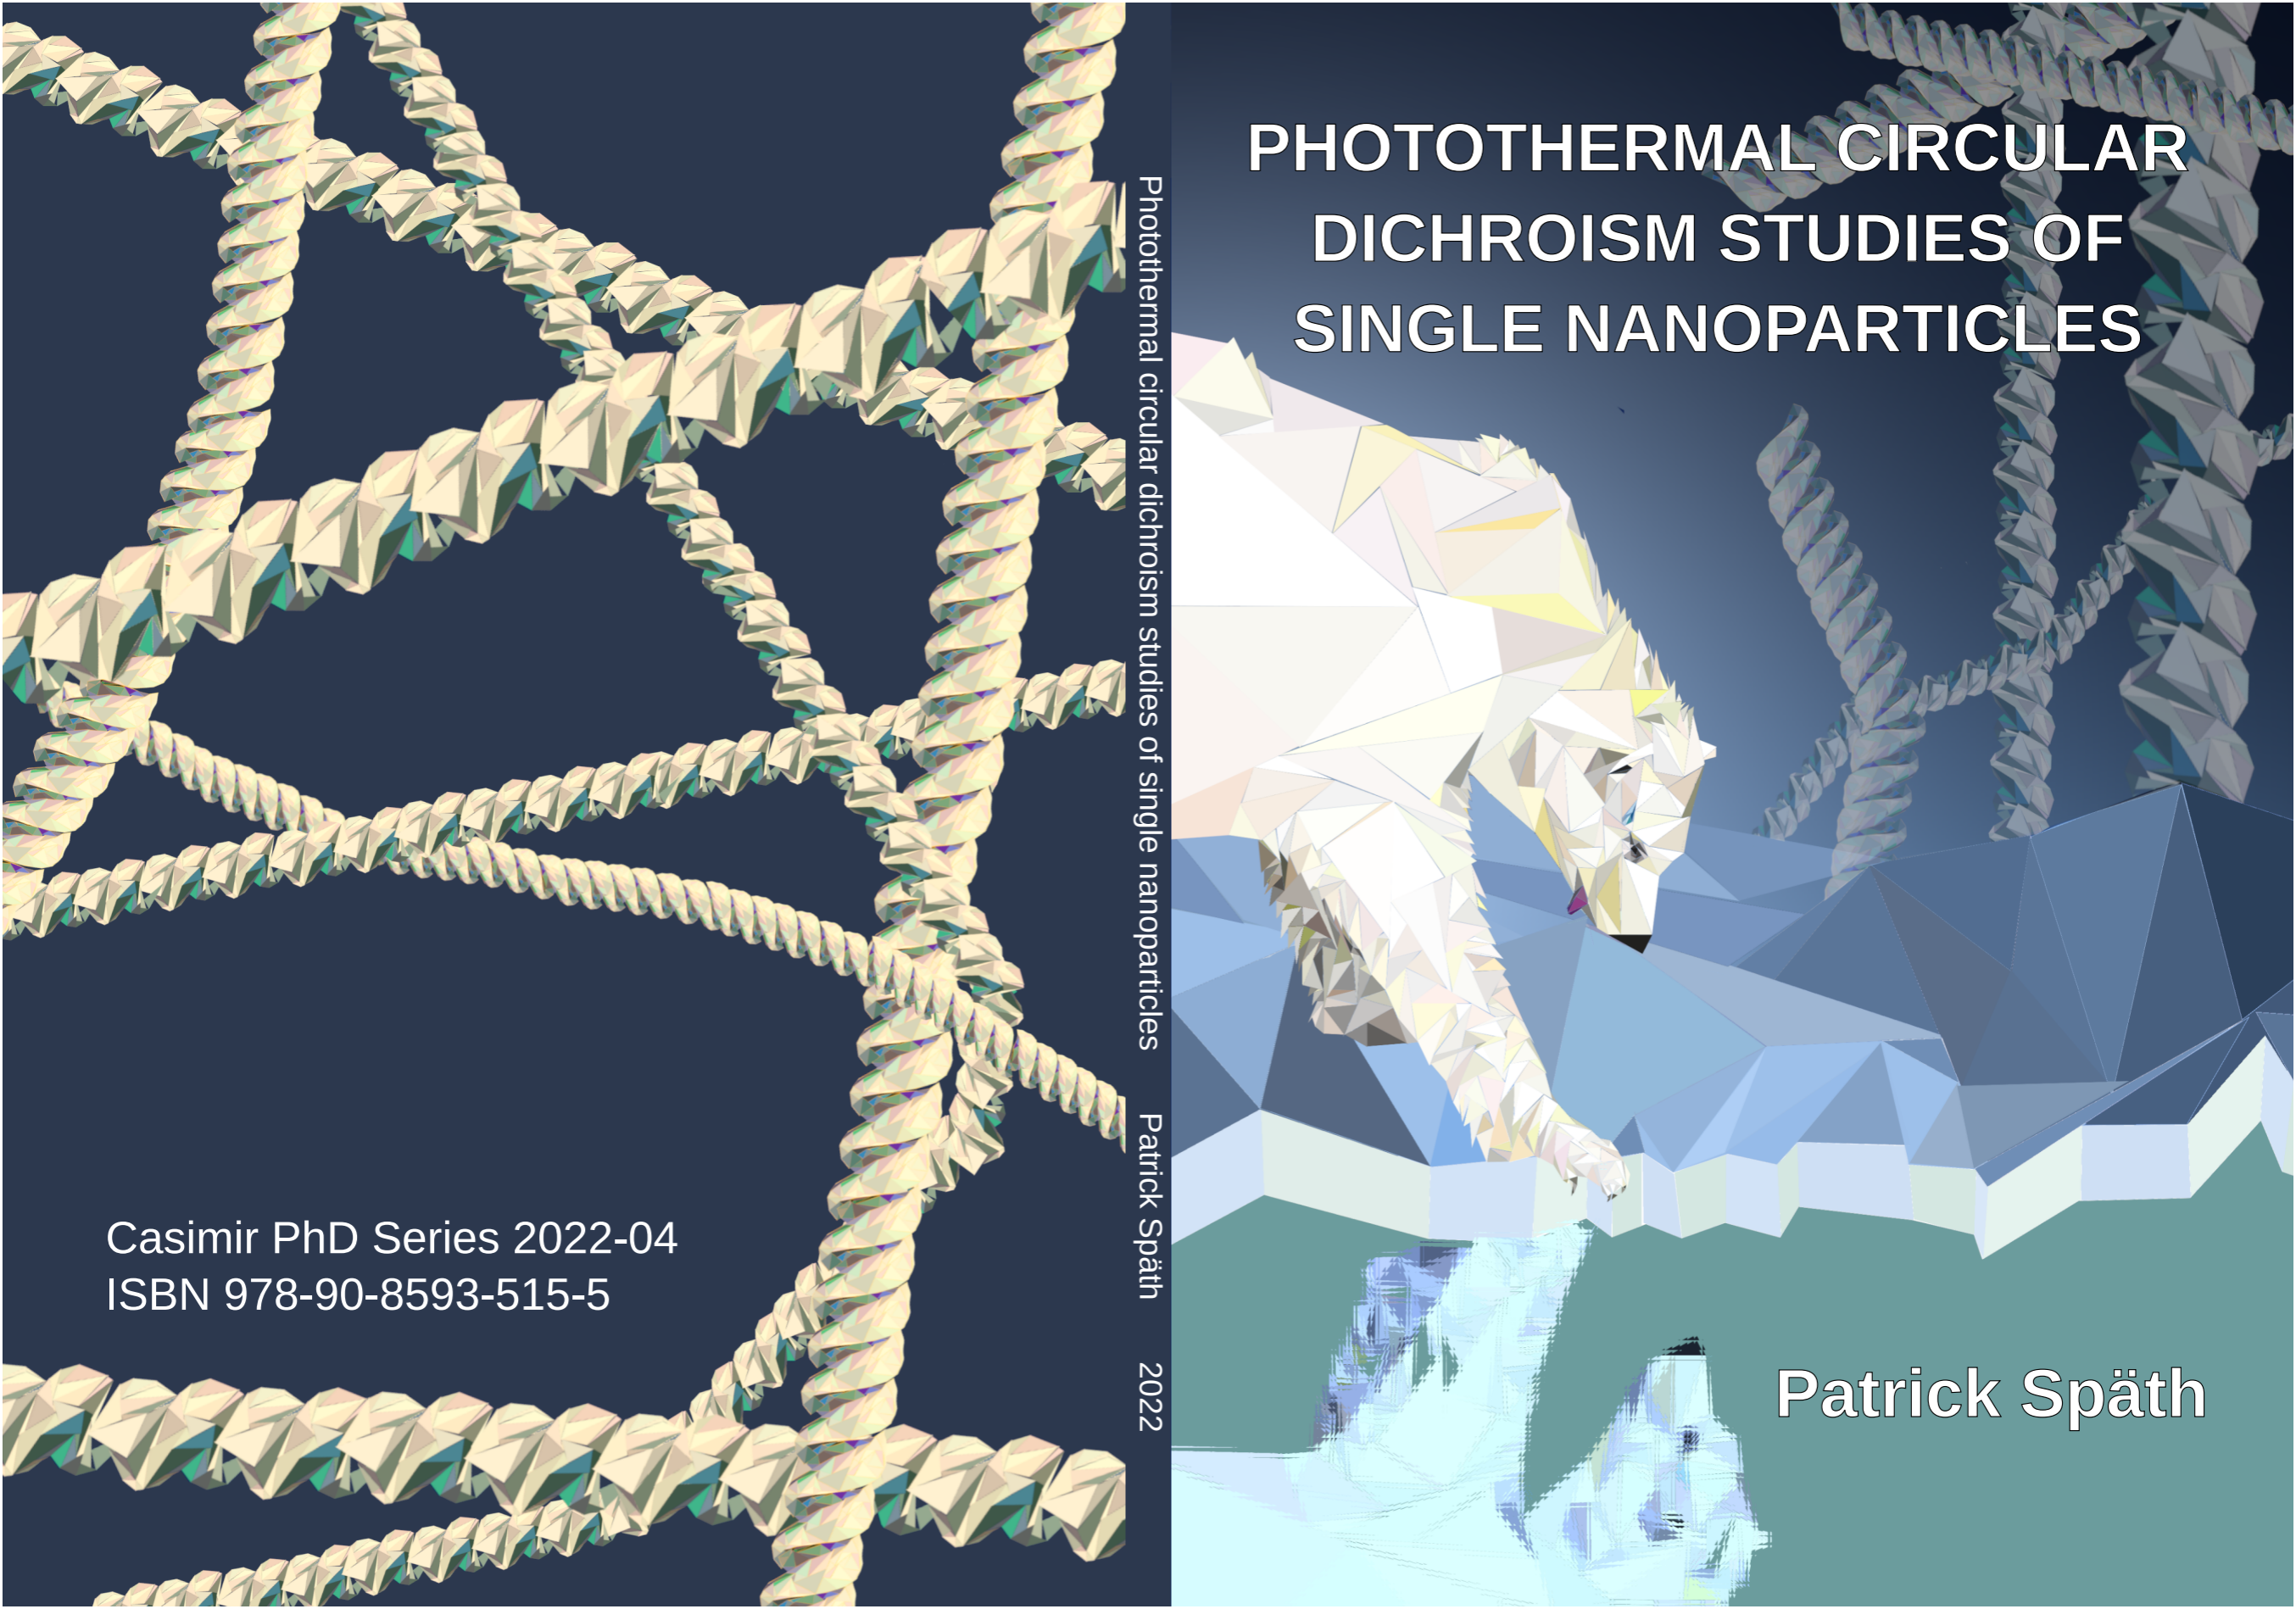 Casimir PhD Series 2022-04
ISBN 978-90-8593-515-5
Photothermal circular dichroism studies of single nanoparticles Patrick Späth 2022
PHOTOTHERMAL CIRCULAR
DICHROISM STUDIES OF
SINGLE NANOPARTICLES
Patrick Späth